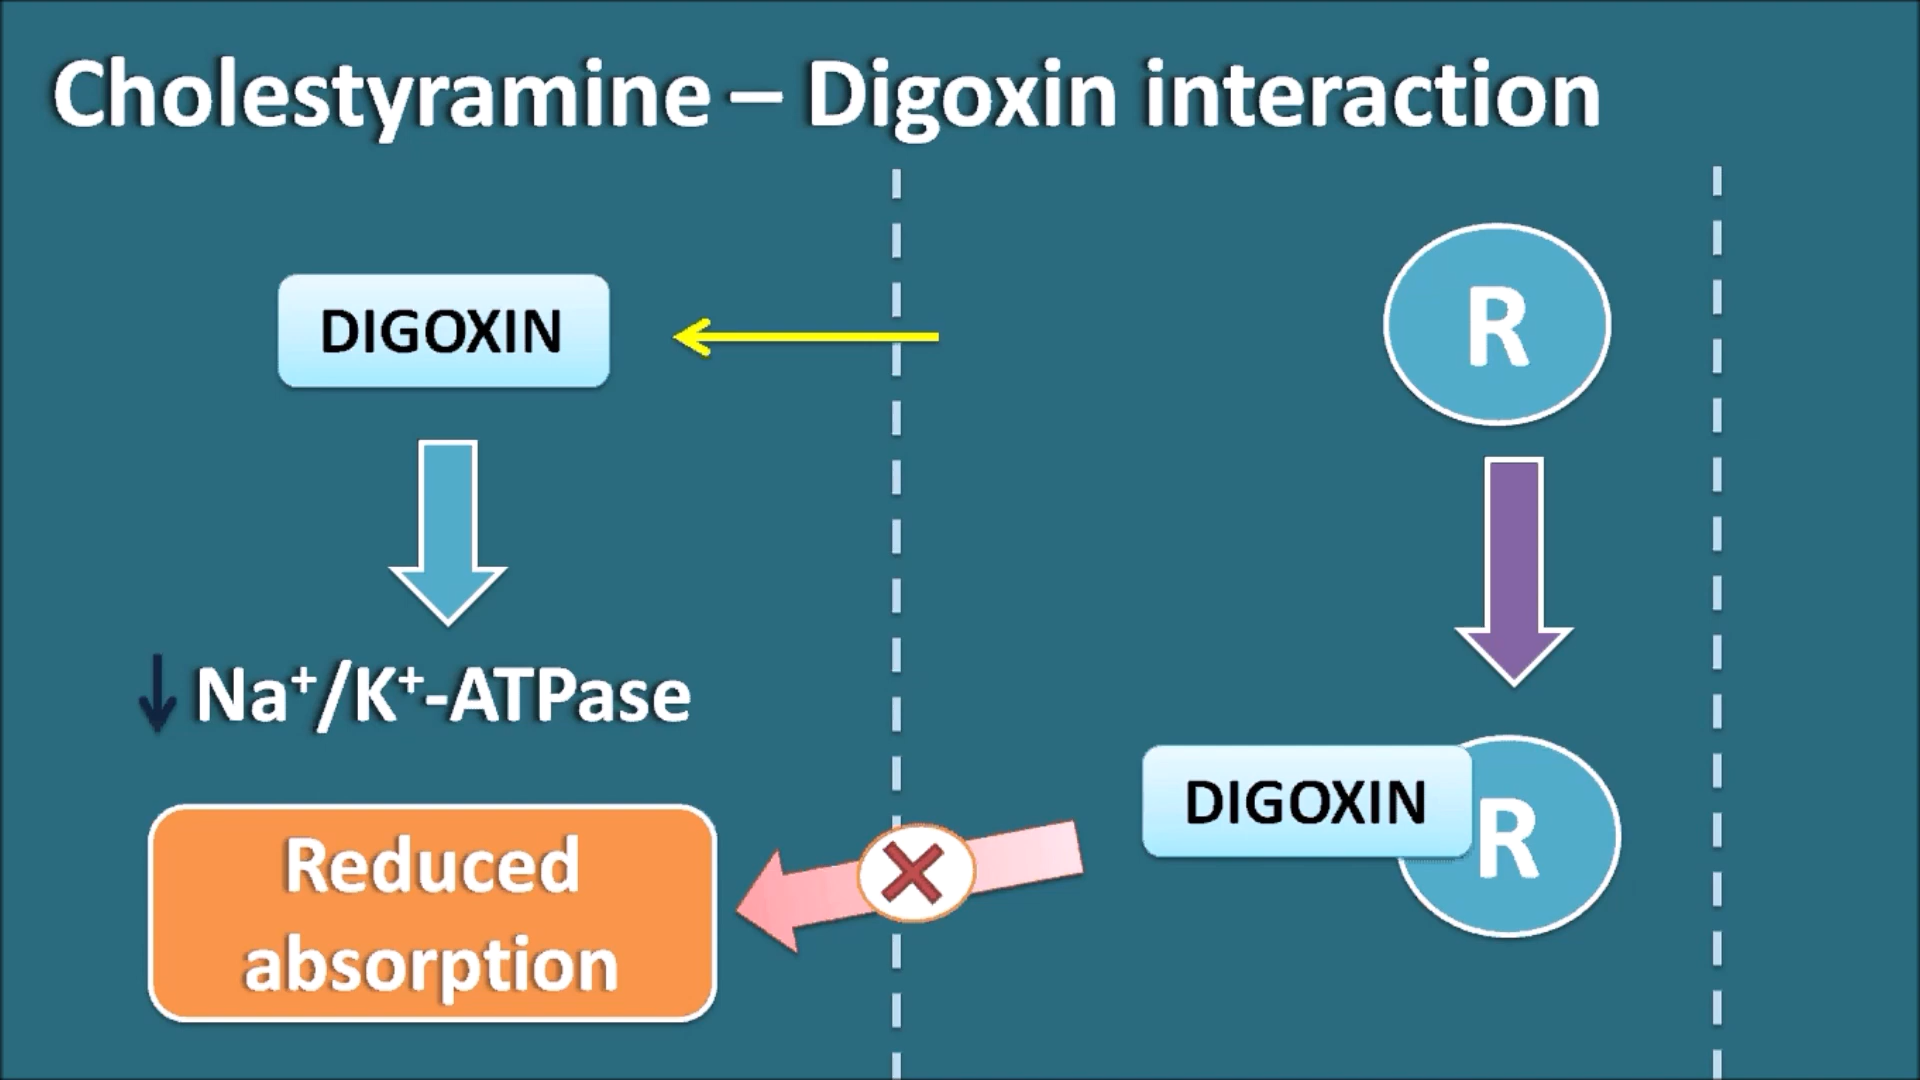 Cholestyramine – Digoxin interaction
DIGOXIN
R
↓ Na⁺/K⁺-ATPase
DIGOXIN
R
Reduced
absorption